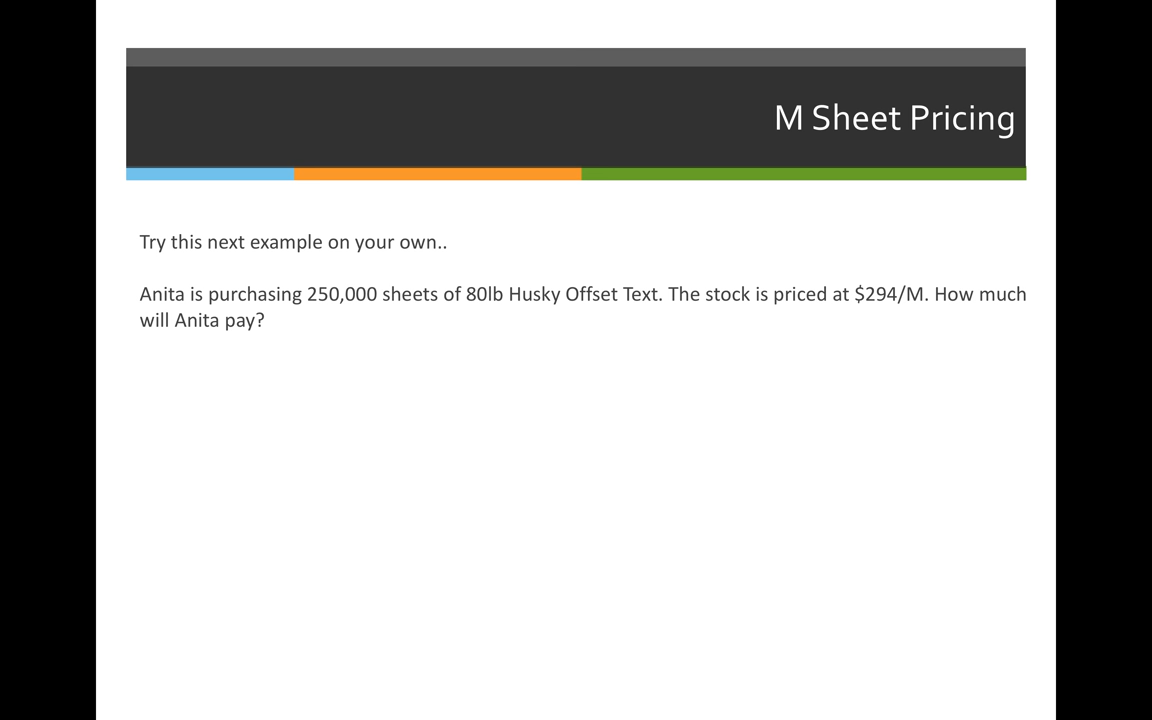 M Sheet Pricing
Try this next example on your own..
Anita is purchasing 250,000 sheets of 80lb Husky Offset Text. The stock is priced at $294/M. How much
will Anita pay?